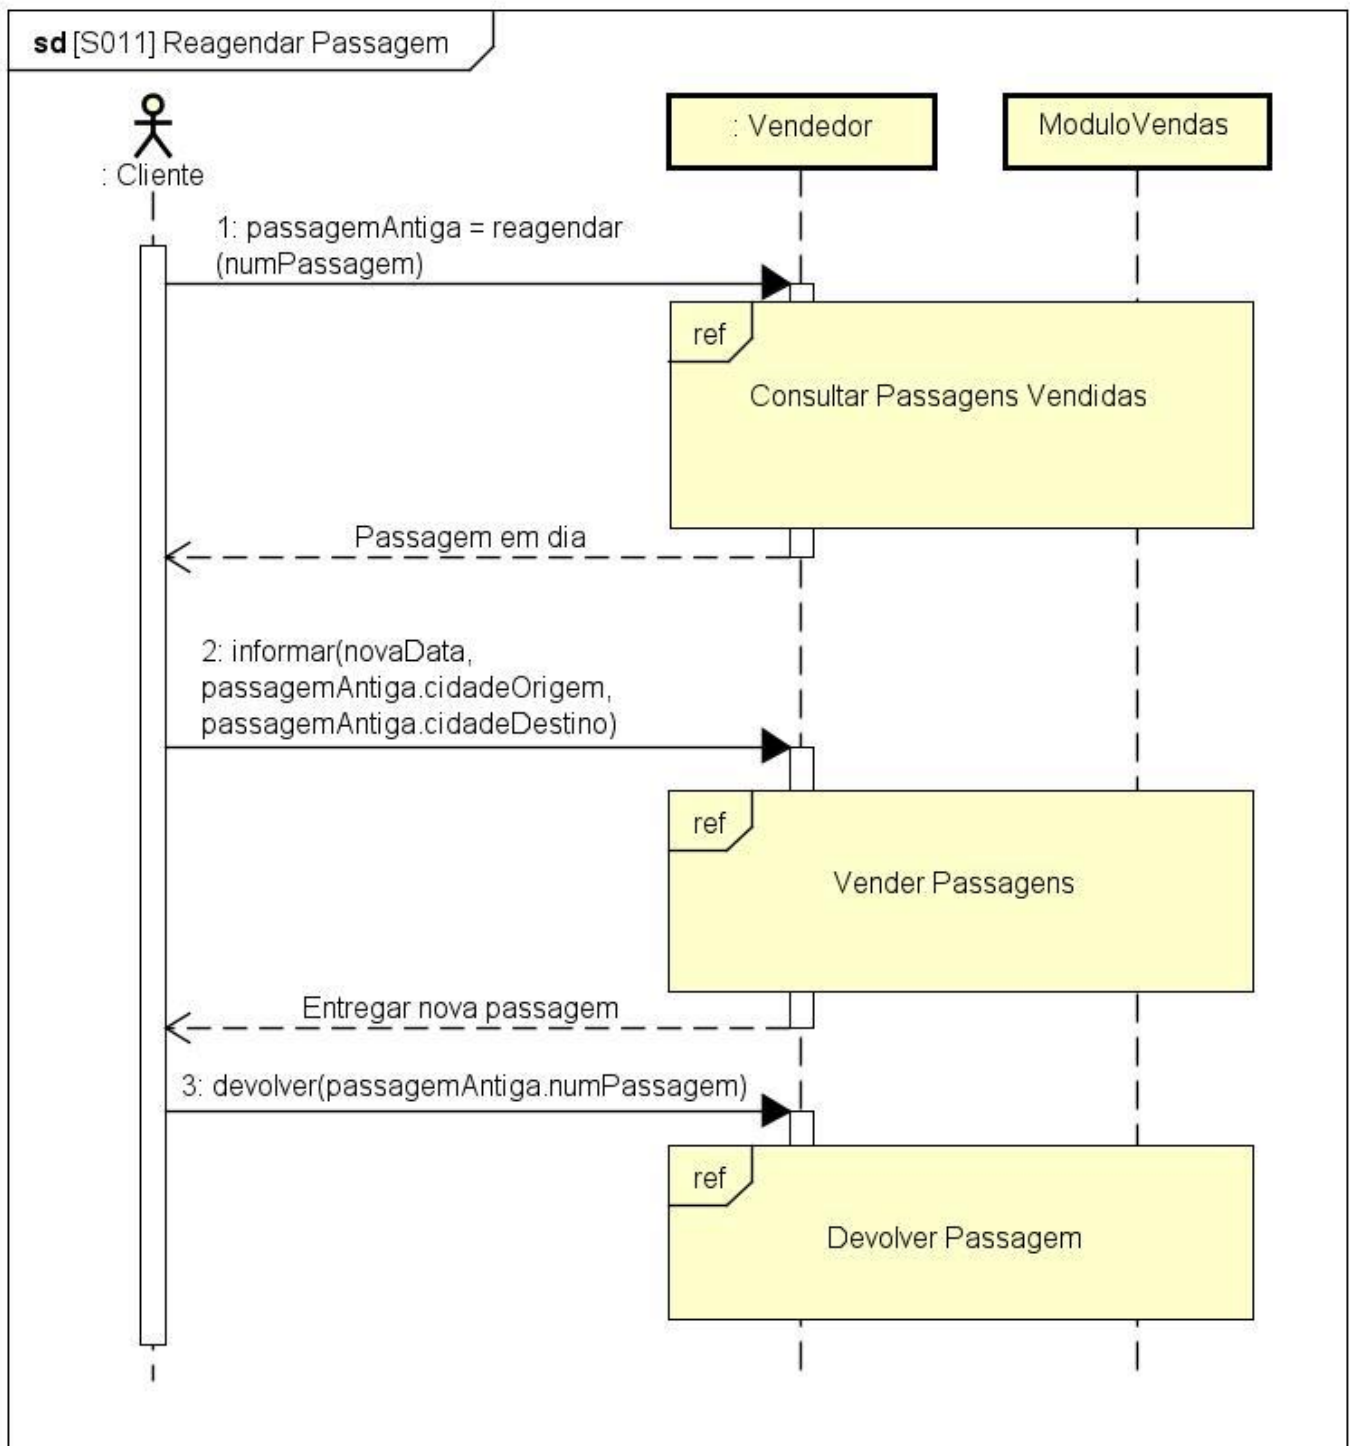 sd [S011] Reagendar Passagem
: Cliente
: Vendedor
ModuloVendas
1: passagemAntiga = reagendar
(numPassagem)
ref
Consultar Passagens Vendidas
Passagem em dia
2: informar(novaData,
passagemAntiga.cidadeOrigem,
passagemAntiga.cidadeDestino)
ref
Vender Passagens
Entregar nova passagem
3: devolver(passagemAntiga.numPassagem)
ref
Devolver Passagem